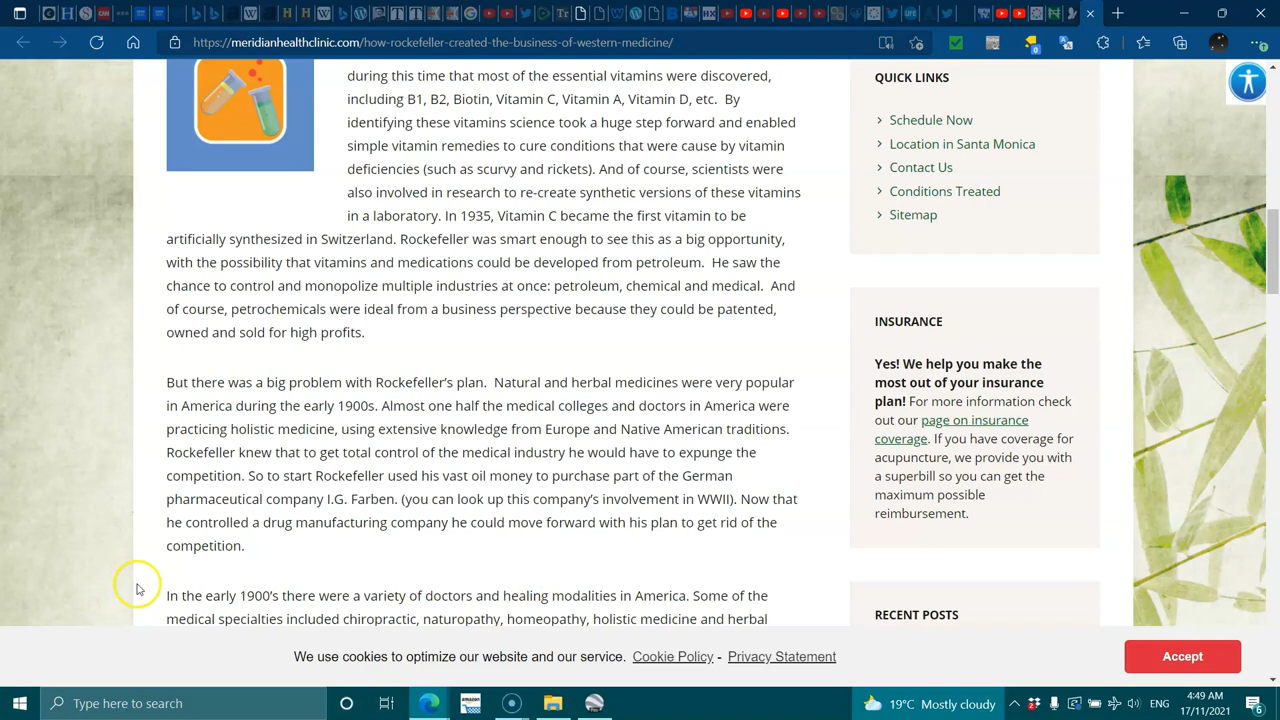 https://meridianhealthclinic.com/how-rockefeller-created-the-business-of-western-medicine/
during this time that most of the essential vitamins were discovered,
including B1, B2, Biotin, Vitamin C, Vitamin A, Vitamin D, etc. By
identifying these vitamins science took a huge step forward and enabled
simple vitamin remedies to cure conditions that were cause by vitamin
deficiencies (such as scurvy and rickets). And of course, scientists were
also involved in research to re-create synthetic versions of these vitamins
in a laboratory. In 1935, Vitamin C became the first vitamin to be
artificially synthesized in Switzerland. Rockefeller was smart enough to see this as a big opportunity,
with the possibility that vitamins and medications could be developed from petroleum. He saw the
chance to control and monopolize multiple industries at once: petroleum, chemical and medical. And
of course, petrochemicals were ideal from a business perspective because they could be patented,
owned and sold for high profits.
But there was a big problem with Rockefeller's plan. Natural and herbal medicines were very popular
in America during the early 1900s. Almost one half the medical colleges and doctors in America were
practicing holistic medicine, using extensive knowledge from Europe and Native American traditions.
Rockefeller knew that to get total control of the medical industry he would have to expunge the
competition. So to start Rockefeller used his vast oil money to purchase part of the German
pharmaceutical company I.G. Farben. (you can look up this company's involvement in WWII). Now that
he controlled a drug manufacturing company he could move forward with his plan to get rid of the
competition.
In the early 1900's there were a variety of doctors and healing modalities in America. Some of the
medical specialties included chiropractic, naturopathy, homeopathy, holistic medicine and herbal
QUICK LINKS
Schedule Now
Location in Santa Monica
Contact Us
Conditions Treated
Sitemap
INSURANCE
Yes! We help you make the
most out of your insurance
plan! For more information check
out our page on insurance
coverage. If you have coverage for
acupuncture, we provide you with
a superbill so you can get the
maximum possible
reimbursement.
RECENT POSTS
We use cookies to optimize our website and our service. Cookie Policy - Privacy Statement
Accept
Type here to search
19°C Mostly cloudy
ENG
4:49 AM
17/11/2021
6